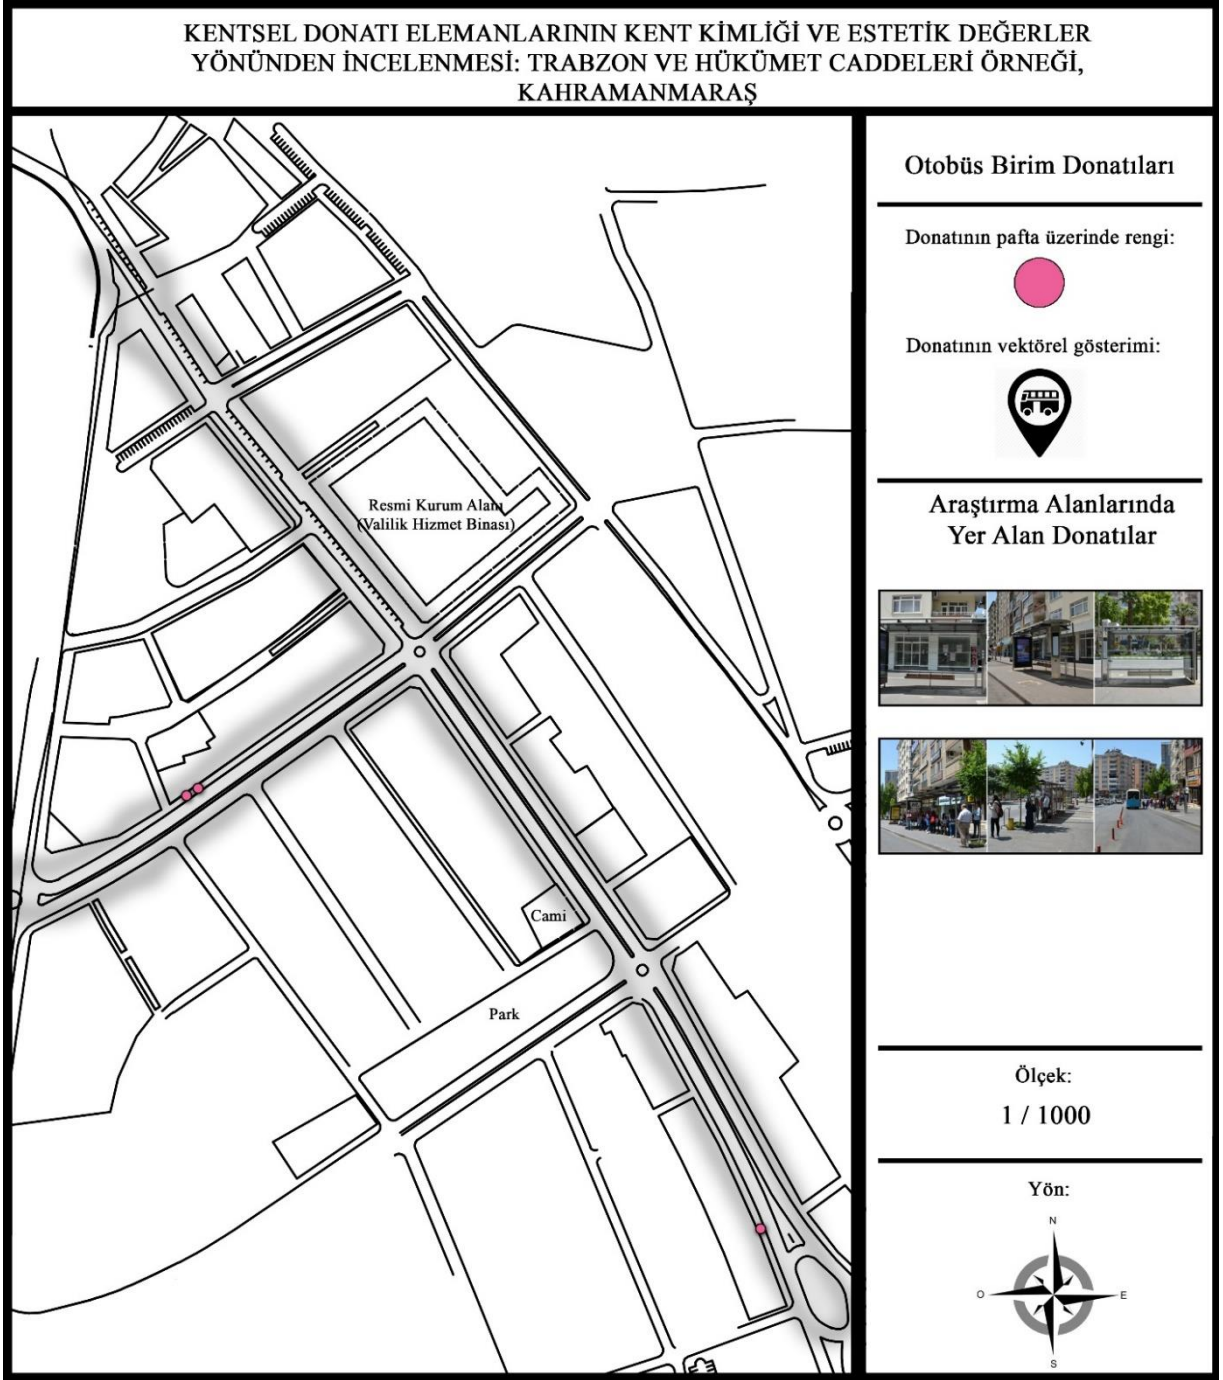 KENTSEL DONATI ELEMANLARININ KENT KİMLİĞİ VE ESTETİK DEĞERLER
YÖNÜNDEN İNCELENMESİ: TRABZON VE HÜKÜMET CADDELERİ ÖRNEĞİ,
KAHRAMANMARAŞ
Resmi Kurum Alanı
(Valilik Hizmet Binası)
Cami
Park
Otobüs Birim Donatıları
Donatının pafta üzerinde rengi:
Donatının vektörel gösterimi:
Araştırma Alanlarında
Yer Alan Donatılar
Ölçek:
1 / 1000
Yön:
N
O
E
S